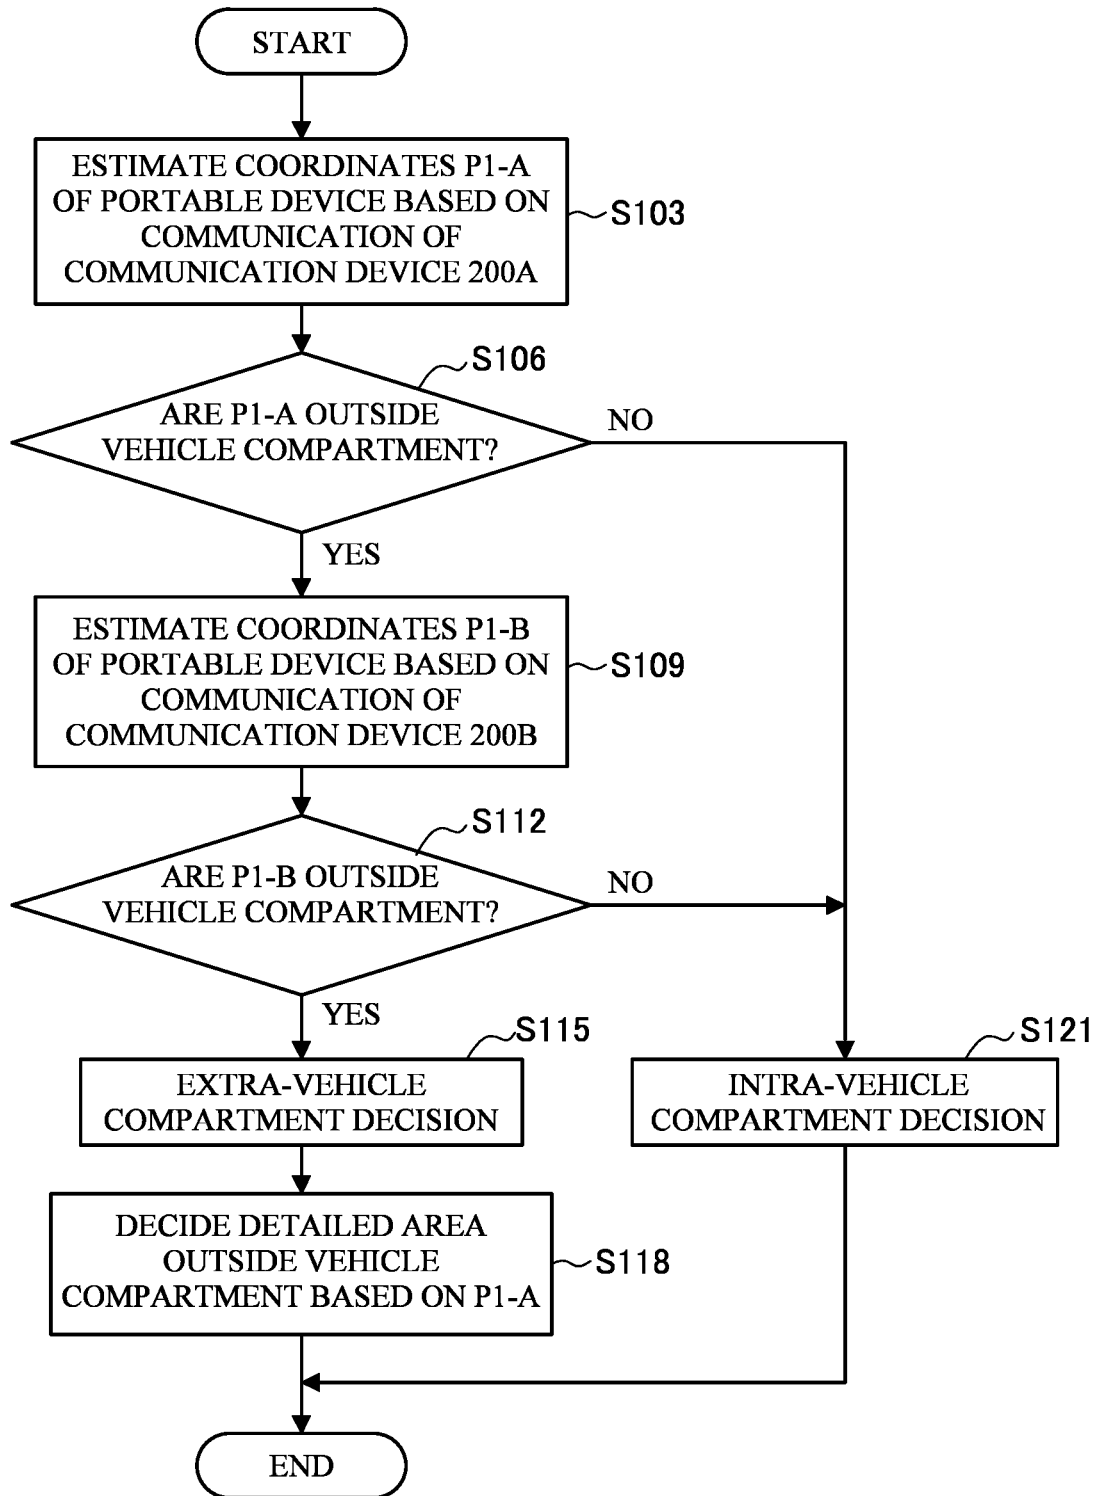 START
ESTIMATE COORDINATES P1-A
OF PORTABLE DEVICE BASED ON
COMMUNICATION OF
COMMUNICATION DEVICE 200A
S103
S106
ARE P1-A OUTSIDE
VEHICLE COMPARTMENT?
NO
YES
ESTIMATE COORDINATES P1-B
OF PORTABLE DEVICE BASED ON
COMMUNICATION OF
COMMUNICATION DEVICE 200B
S109
S112
ARE P1-B OUTSIDE
VEHICLE COMPARTMENT?
NO
YES
S115
EXTRA-VEHICLE
COMPARTMENT DECISION
S121
INTRA-VEHICLE
COMPARTMENT DECISION
DECIDE DETAILED AREA
OUTSIDE VEHICLE
COMPARTMENT BASED ON P1-A
S118
END